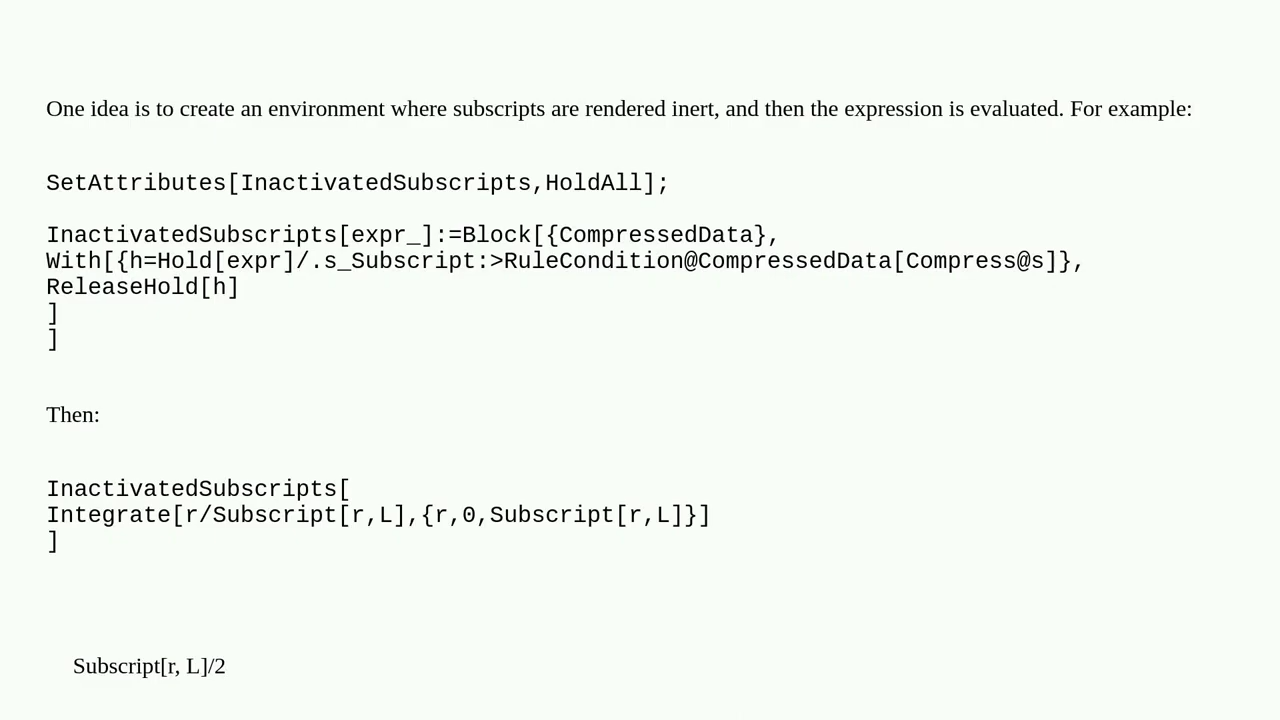 One idea is to create an environment where subscripts are rendered inert, and then the expression is evaluated. For example:
SetAttributes[InactivatedSubscripts,HoldAll];
InactivatedSubscripts[expr_]:=Block[{CompressedData},
With[{h=Hold[expr]/.s_Subscript:>RuleCondition@CompressedData[Compress@s]},
ReleaseHold[h]
]
]
Then:
InactivatedSubscripts[
Integrate[r/Subscript[r,L],{r,0,Subscript[r,L]}]
]
Subscript[r, L]/2